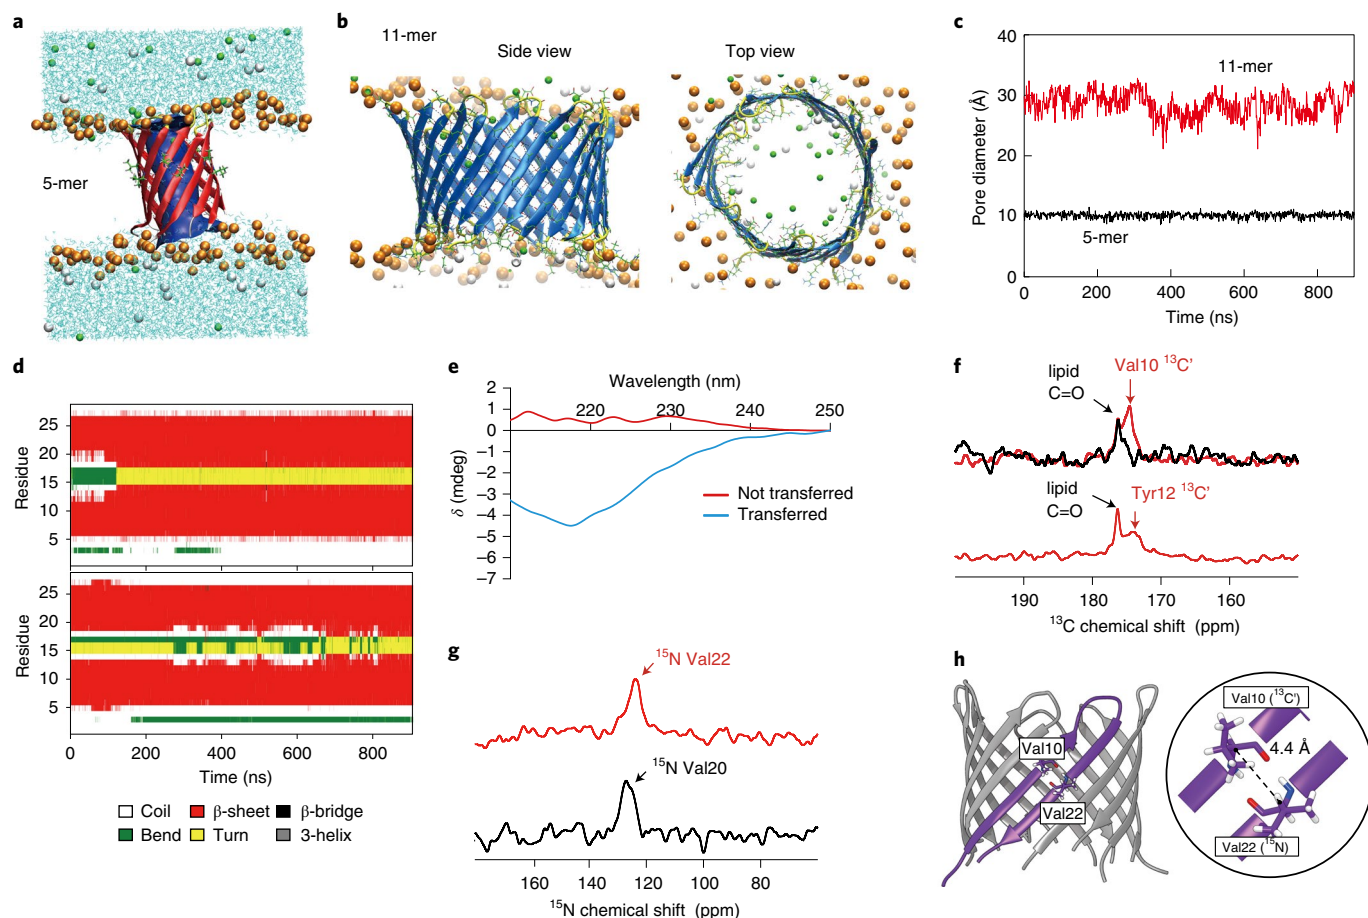 a
5-mer
b
11-mer
Side view
Top view
c
40
30
20
10
0
Pore diameter (Å)
11-mer
5-mer
0
200
400
600
800
Time (ns)
d
Residue
25
20
15
10
5
Residue
25
20
15
10
5
0
200
400
600
800
Time (ns)
Coil
β-sheet
β-bridge
Bend
Turn
3-helix
e
Wavelength (nm)
220
230
240
250
2
1
0
−1
−2
−3
−4
−5
−6
−7
δ (mdeg)
Not transferred
Transferred
f
lipid
C=O
Val10 ¹³C'
lipid
C=O
Tyr12 ¹³C'
190
180
170
160
¹³C chemical shift (ppm)
g
¹⁵N Val22
¹⁵N Val20
160
140
120
100
80
¹⁵N chemical shift (ppm)
h
Val10
Val22
Val10 (¹³C')
4.4 Å
Val22 (¹⁵N)